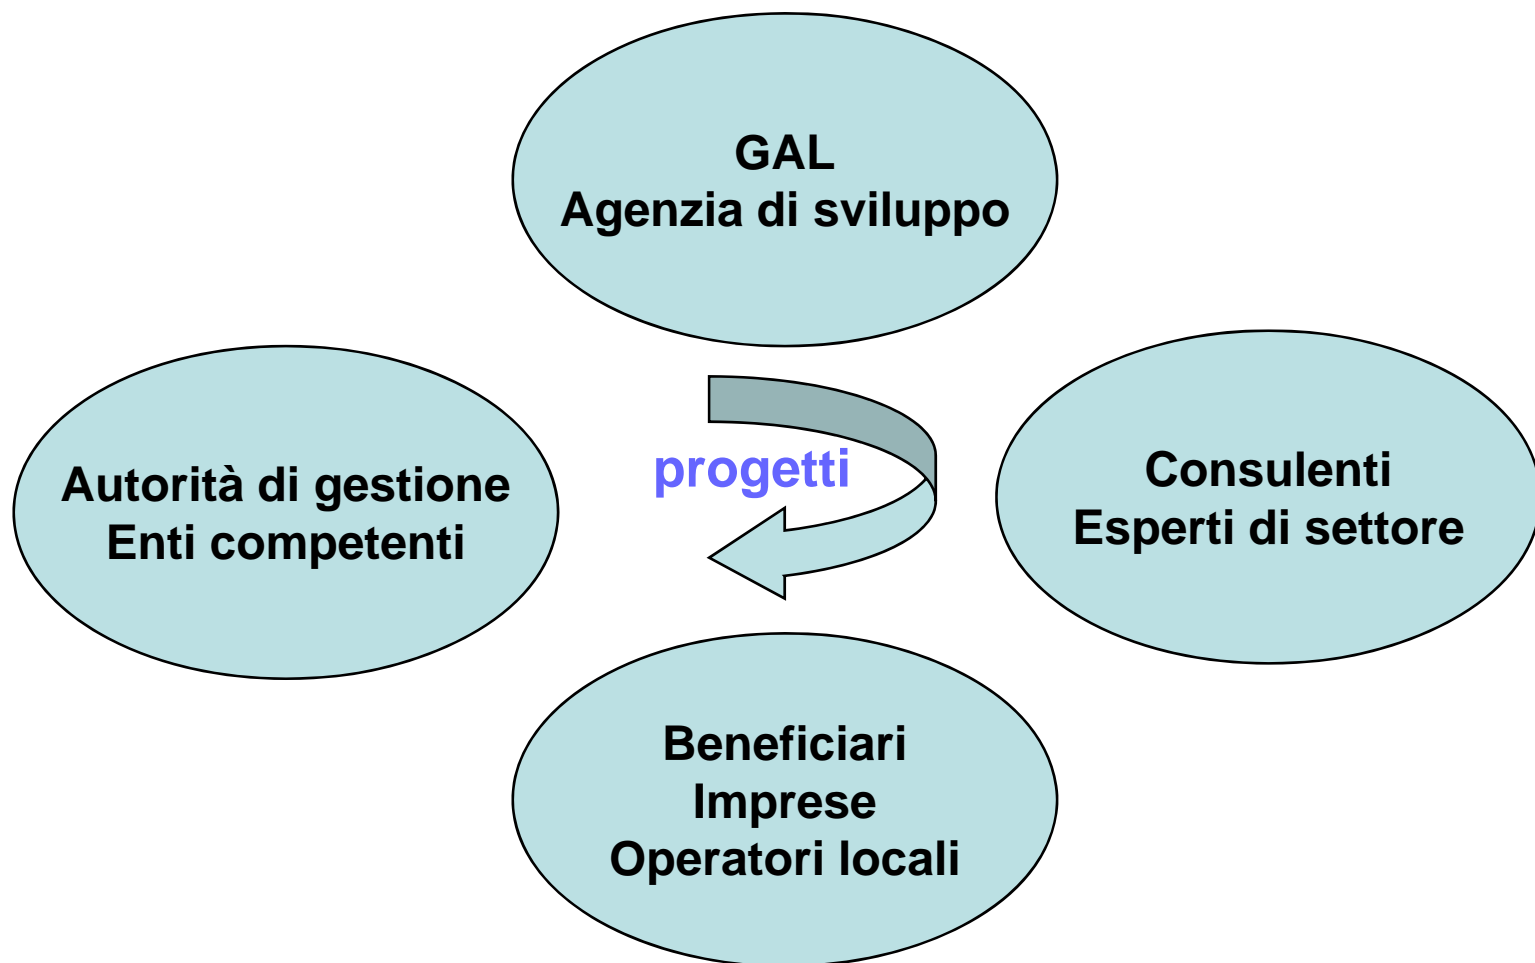 GAL
Agenzia di sviluppo
Autorità di gestione
Enti competenti
progetti
Consulenti
Esperti di settore
Beneficiari
Imprese
Operatori locali